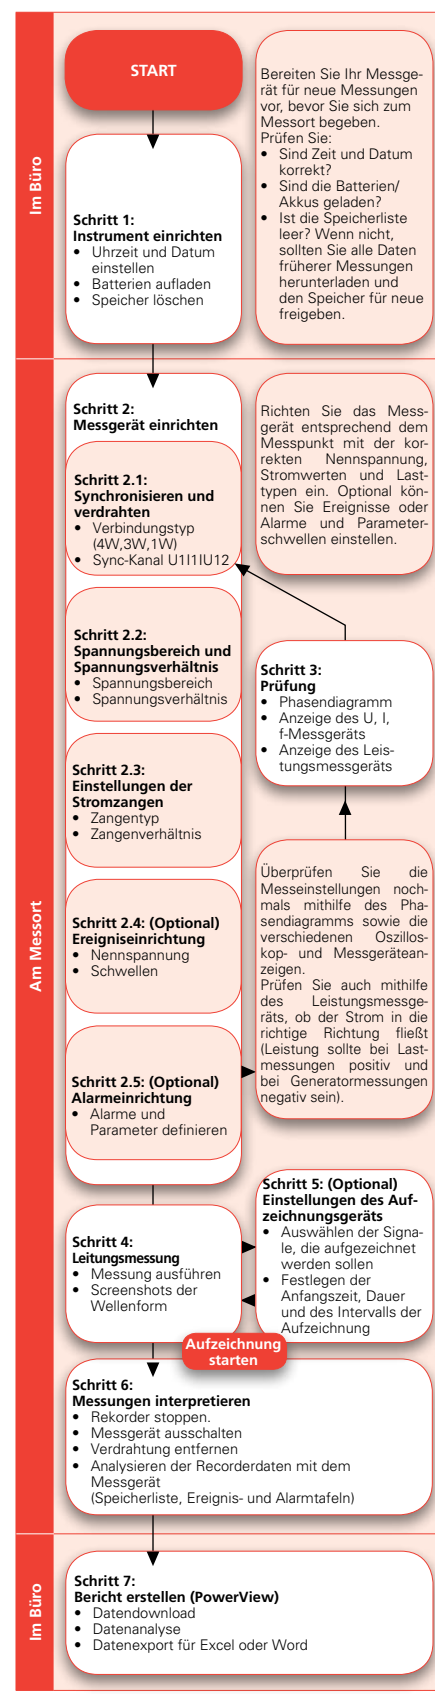 Im Büro
START
Bereiten Sie Ihr Messge-
rät für neue Messungen
vor, bevor Sie sich zum
Messort begeben.
Prüfen Sie:
• Sind Zeit und Datum
korrekt?
• Sind die Batterien/
Akkus geladen?
• Ist die Speicherliste
leer? Wenn nicht,
sollten Sie alle Daten
früherer Messungen
herunterladen und
den Speicher für neue
freigeben.
Schritt 1:
Instrument einrichten
• Uhrzeit und Datum
einstellen
• Batterien aufladen
• Speicher löschen
Am Messort
Schritt 2:
Messgerät einrichten
Richten Sie das Mess-
gerät entsprechend dem
Messpunkt mit der kor-
rekten Nennspannung,
Stromwerten und Last-
typen ein. Optional kön-
nen Sie Ereignisse oder
Alarme und Parameter-
schwellen einstellen.
Schritt 2.1:
Synchronisieren und
verdrahten
• Verbindungstyp
(4W,3W,1W)
• Sync-Kanal U1I1IU12
Schritt 2.2:
Spannungsbereich und
Spannungsverhältnis
• Spannungsbereich
• Spannungsverhältnis
Schritt 3:
Prüfung
• Phasendiagramm
• Anzeige des U, I,
f-Messgeräts
• Anzeige des Leis-
tungsmessgeräts
Schritt 2.3:
Einstellungen der
Stromzangen
• Zangentyp
• Zangenverhältnis
Überprüfen Sie die
Messeinstellungen noch-
mals mithilfe des Pha-
sendiagramms sowie die
verschiedenen Oszillos-
kop- und Messgerätean-
zeigen.
Prüfen Sie auch mithilfe
des Leistungsmessge-
räts, ob der Strom in die
richtige Richtung fließt
(Leistung sollte bei Last-
messungen positiv und
bei Generatormessungen
negativ sein).
Schritt 2.4: (Optional)
Ereigniseinrichtung
• Nennspannung
• Schwellen
Schritt 2.5: (Optional)
Alarmeinrichtung
• Alarme und
Parameter definieren
Schritt 4:
Leitungsmessung
• Messung ausführen
• Screenshots der
Wellenform
Schritt 5: (Optional)
Einstellungen des Auf-
zeichnungsgeräts
• Auswählen der Signa-
le, die aufgezeichnet
werden sollen
• Festlegen der
Anfangszeit, Dauer
und des Intervalls der
Aufzeichnung
Aufzeichnung
starten
Schritt 6:
Messungen interpretieren
• Rekorder stoppen.
• Messgerät ausschalten
• Verdrahtung entfernen
• Analysieren der Recorderdaten mit dem
Messgerät
(Speicherliste, Ereignis- und Alarmtafeln)
Im Büro
Schritt 7:
Bericht erstellen (PowerView)
• Datendownload
• Datenanalyse
• Datenexport für Excel oder Word